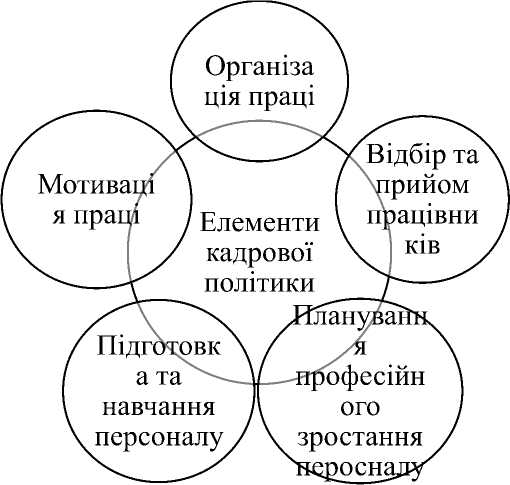 Організа
ція праці
Відбір та
прийом
працівни
ків
Мотиваці
я праці
Елементи
кадрової
політики
Плануванн
я
професійн
ого
зростання
перосналу
Підготовк
а та
навчання
персоналу